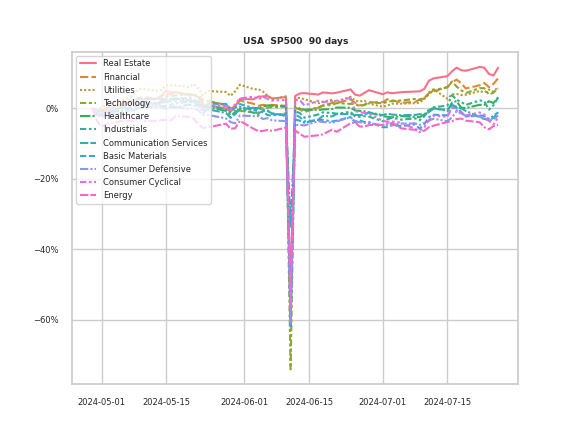 USA SP500 90 days
Real Estate
Financial
Utilities
Technology
Healthcare
Industrials
Communication Services
Basic Materials
Consumer Defensive
Consumer Cyclical
Energy
0%
−20%
−40%
−60%
2024-05-01 2024-05-15 2024-06-01 2024-06-15 2024-07-01 2024-07-15